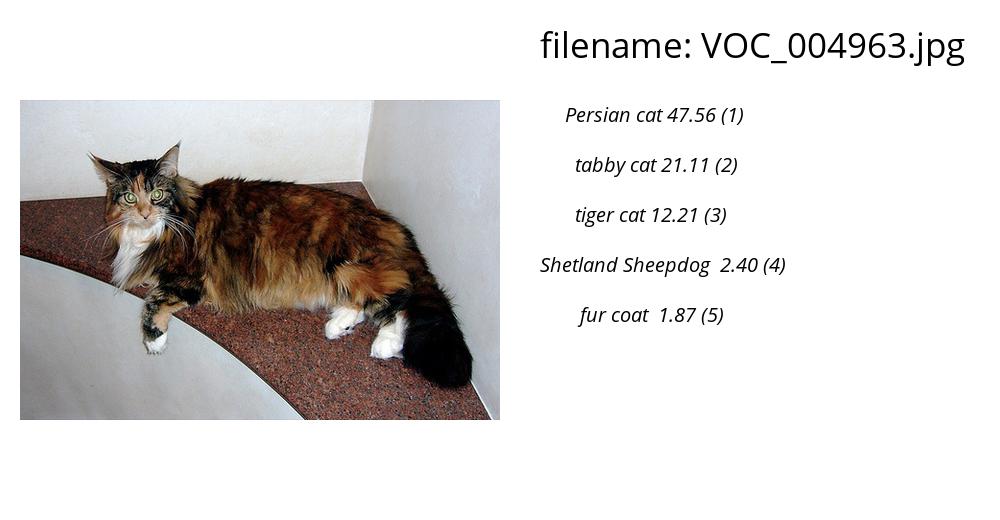 filename: VOC_004963.jpg
Persian cat 47.56 (1)
tabby cat 21.11 (2)
tiger cat 12.21 (3)
Shetland Sheepdog 2.40 (4)
fur coat 1.87 (5)